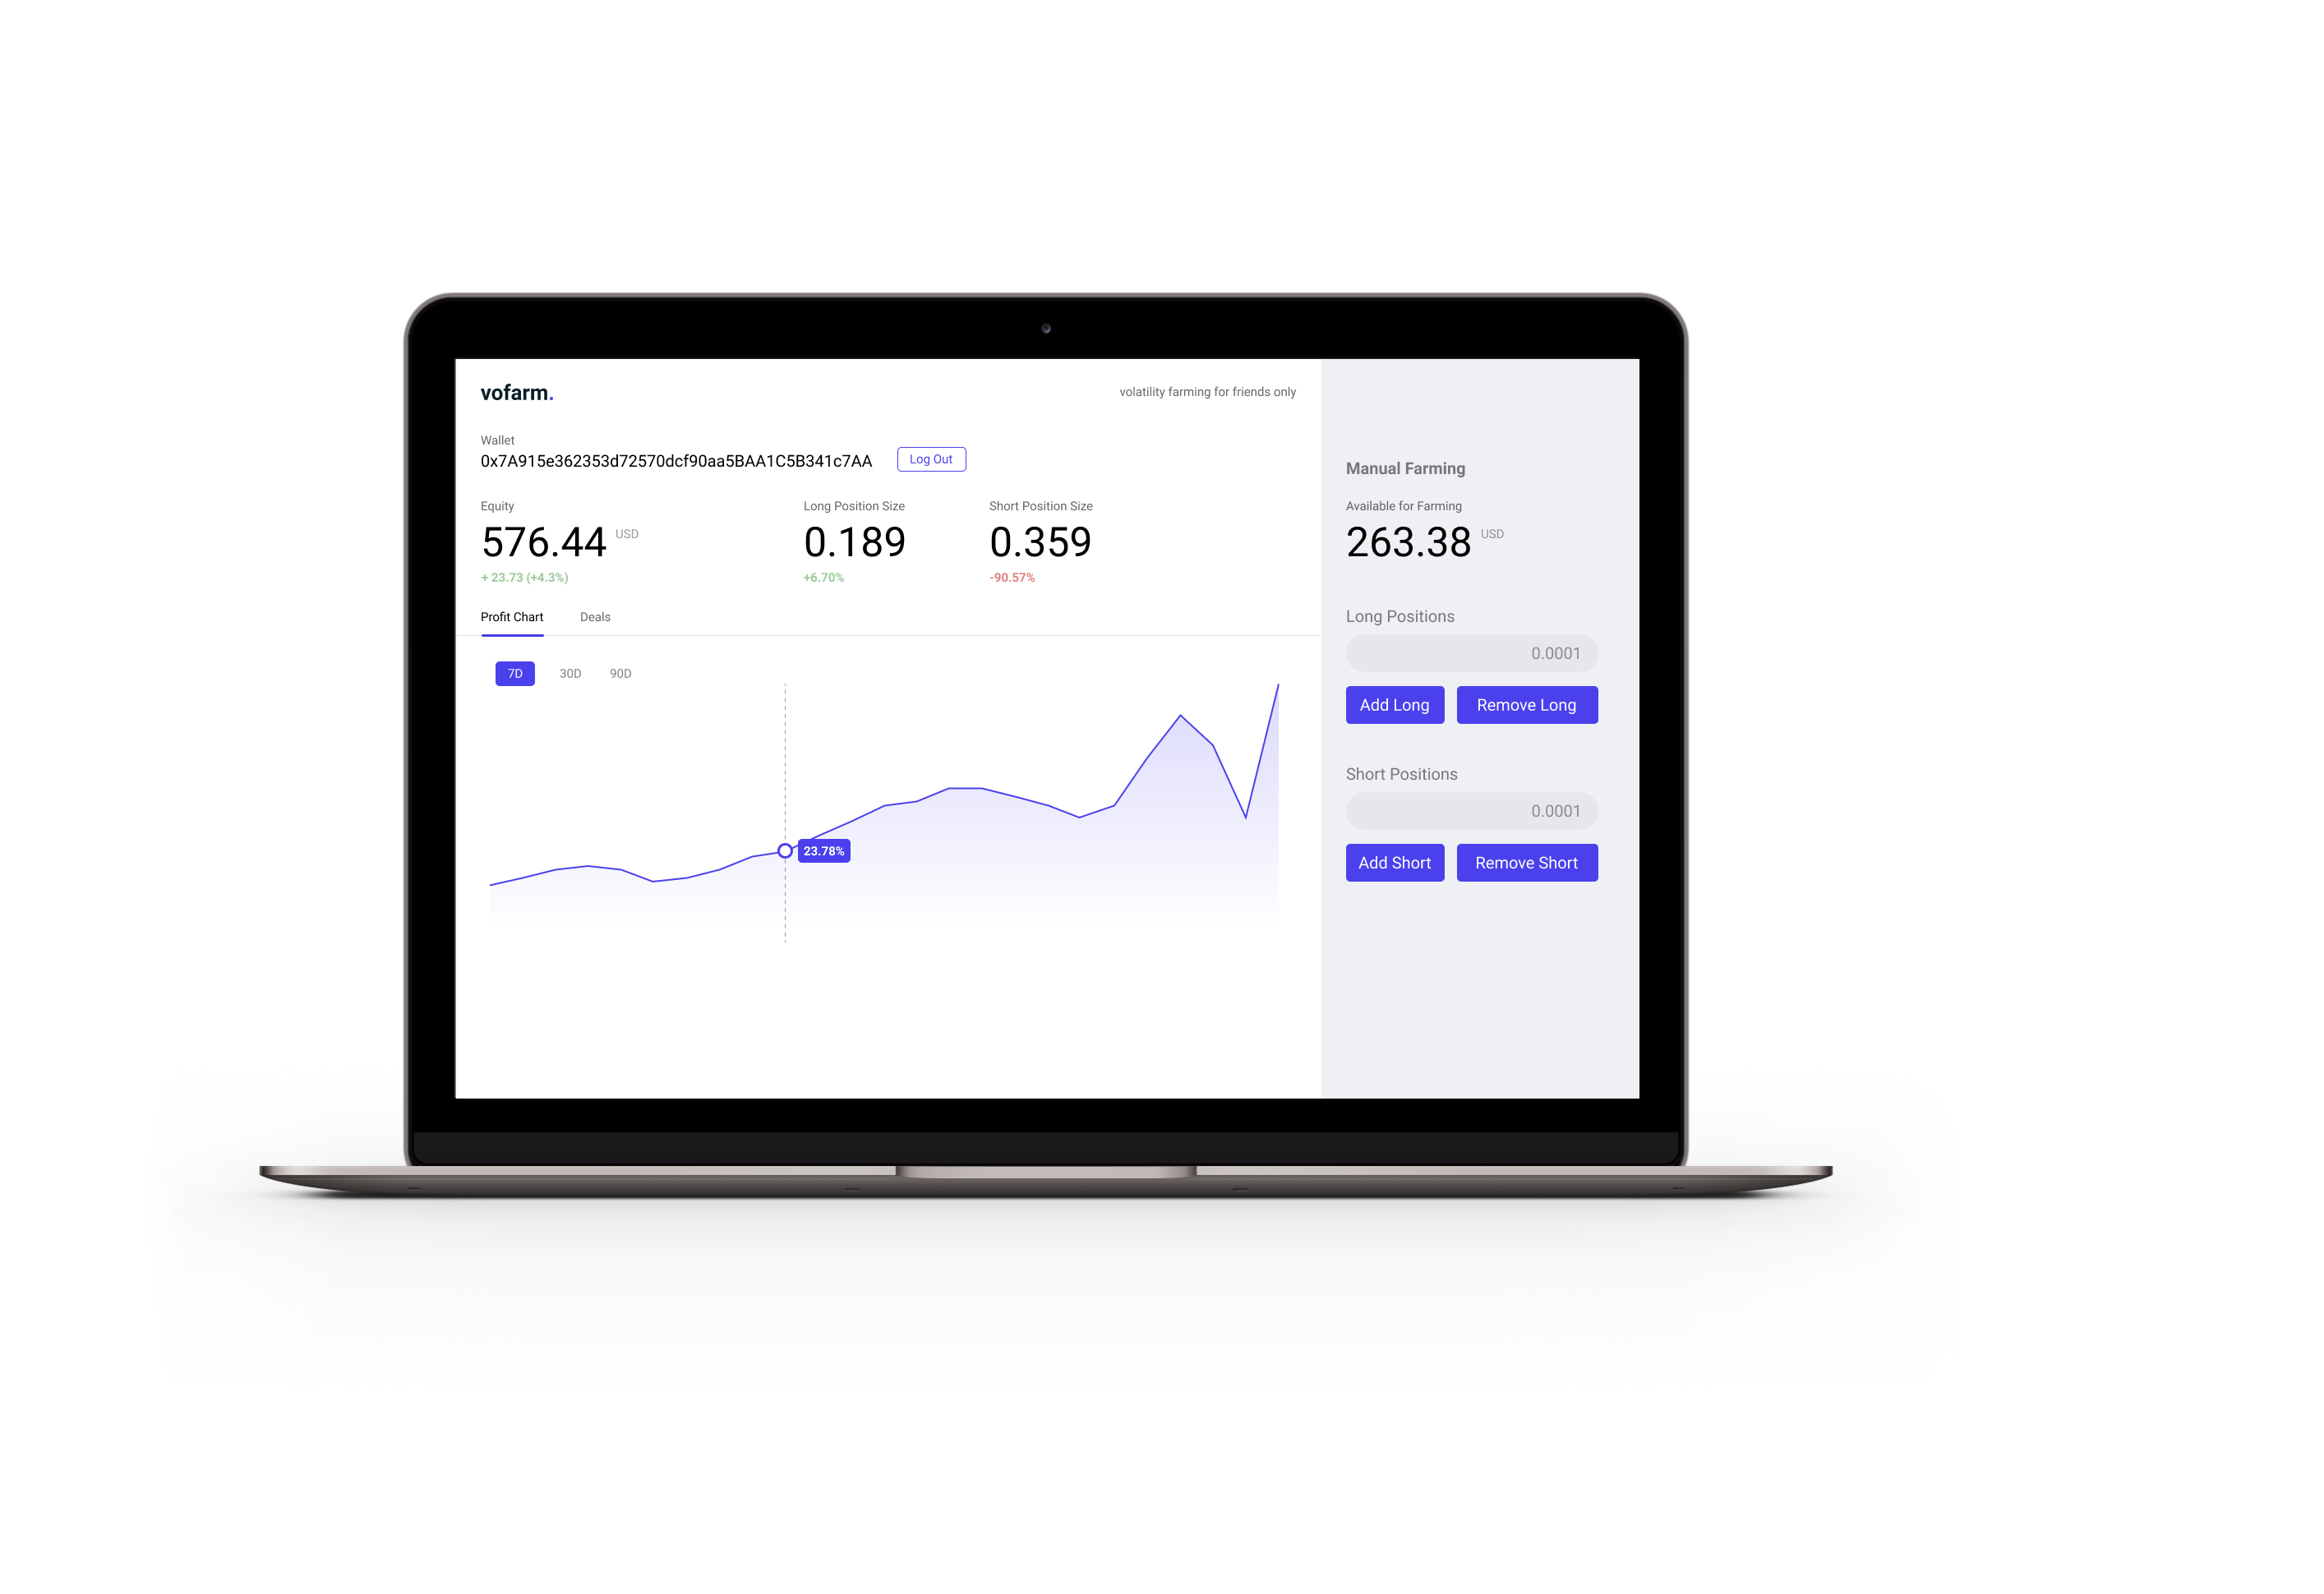 vofarm.
volatility farming for friends only
Wallet
0x7A915e362353d72570dcf90aa5BAA1C5B341c7AA
Log Out
Equity
576.44 USD
+ 23.73 (+4.3%)
Long Position Size
0.189
+6.70%
Short Position Size
0.359
-90.57%
Profit Chart
Deals
7D 30D 90D
23.78%
Manual Farming
Available for Farming
263.38 USD
Long Positions
0.0001
Add Long
Remove Long
Short Positions
0.0001
Add Short
Remove Short